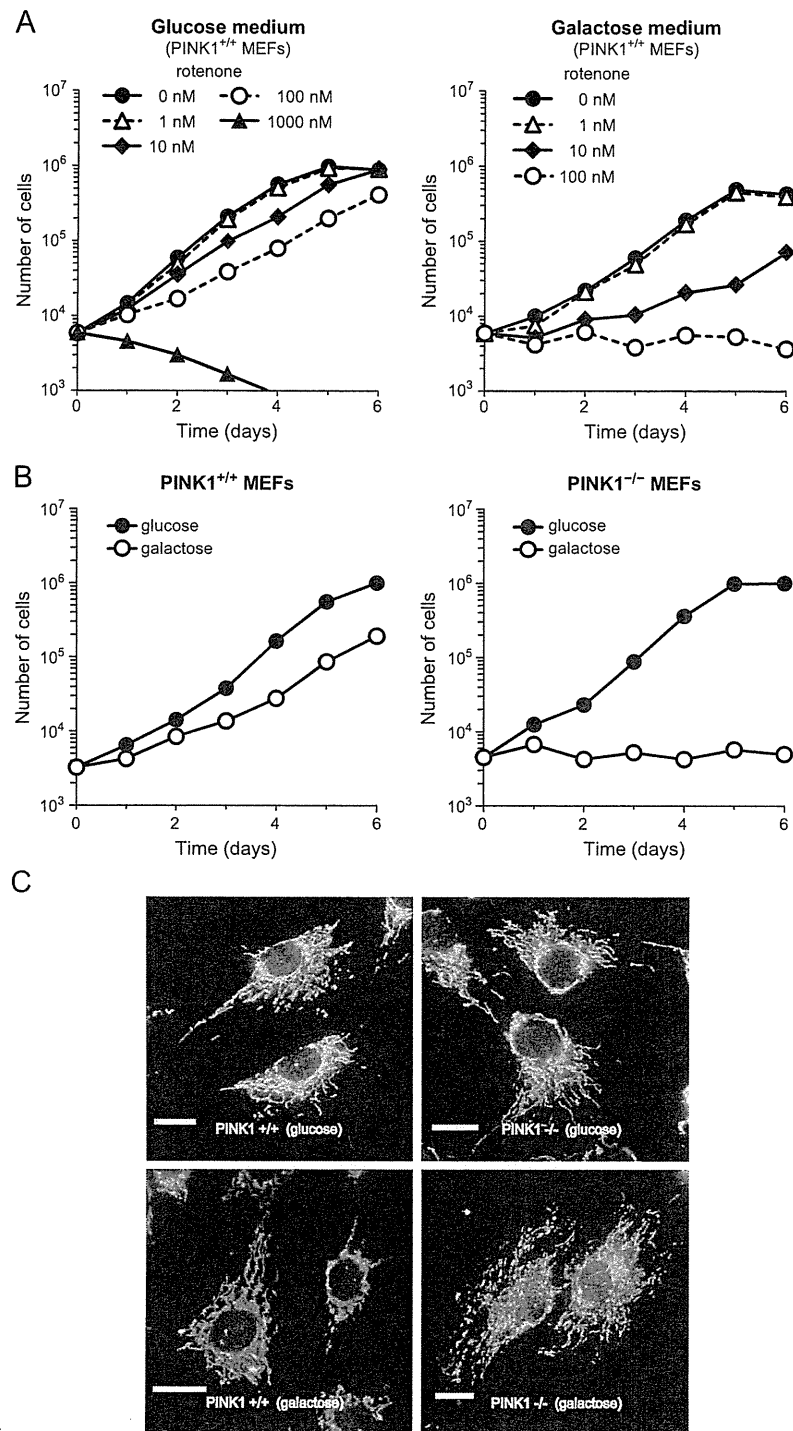 A
Glucose medium
(PINK1+/+ MEFs)
rotenone
0 nM
100 nM
1 nM
1000 nM
10 nM
Number of cells
10^7
10^6
10^5
10^4
10^3
0 2 4 6
Time (days)
Galactose medium
(PINK1+/+ MEFs)
rotenone
0 nM
1 nM
10 nM
100 nM
Number of cells
10^7
10^6
10^5
10^4
10^3
0 2 4 6
Time (days)
B
PINK1+/+ MEFs
glucose
galactose
Number of cells
10^7
10^6
10^5
10^4
10^3
0 2 4 6
Time (days)
PINK1−/− MEFs
glucose
galactose
Number of cells
10^7
10^6
10^5
10^4
10^3
0 2 4 6
Time (days)
C
PINK1 +/+ (glucose)
PINK1 -/- (glucose)
PINK1 +/+ (galactose)
PINK1 -/- (galactose)